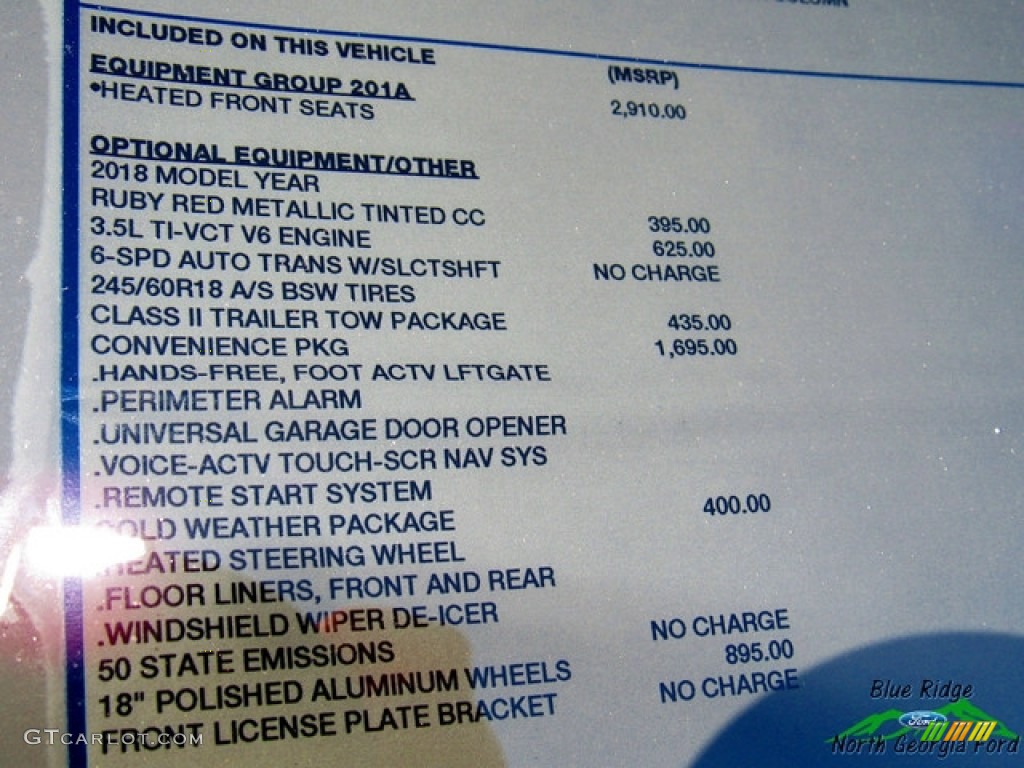 INCLUDED ON THIS VEHICLE
(MSRP)
EQUIPMENT GROUP 201A
•HEATED FRONT SEATS 2,910.00
OPTIONAL EQUIPMENT/OTHER
2018 MODEL YEAR
RUBY RED METALLIC TINTED CC 395.00
3.5L TI-VCT V6 ENGINE 625.00
6-SPD AUTO TRANS W/SLCTSHFT NO CHARGE
245/60R18 A/S BSW TIRES
CLASS II TRAILER TOW PACKAGE 435.00
CONVENIENCE PKG 1,695.00
.HANDS-FREE, FOOT ACTV LFTGATE
.PERIMETER ALARM
.UNIVERSAL GARAGE DOOR OPENER
.VOICE-ACTV TOUCH-SCR NAV SYS
.REMOTE START SYSTEM
COLD WEATHER PACKAGE 400.00
.HEATED STEERING WHEEL
.FLOOR LINERS, FRONT AND REAR
.WINDSHIELD WIPER DE-ICER
50 STATE EMISSIONS NO CHARGE
18" POLISHED ALUMINUM WHEELS 895.00
FRONT LICENSE PLATE BRACKET NO CHARGE
GTCARLOT.COM
Blue Ridge
Ford
North Georgia Ford